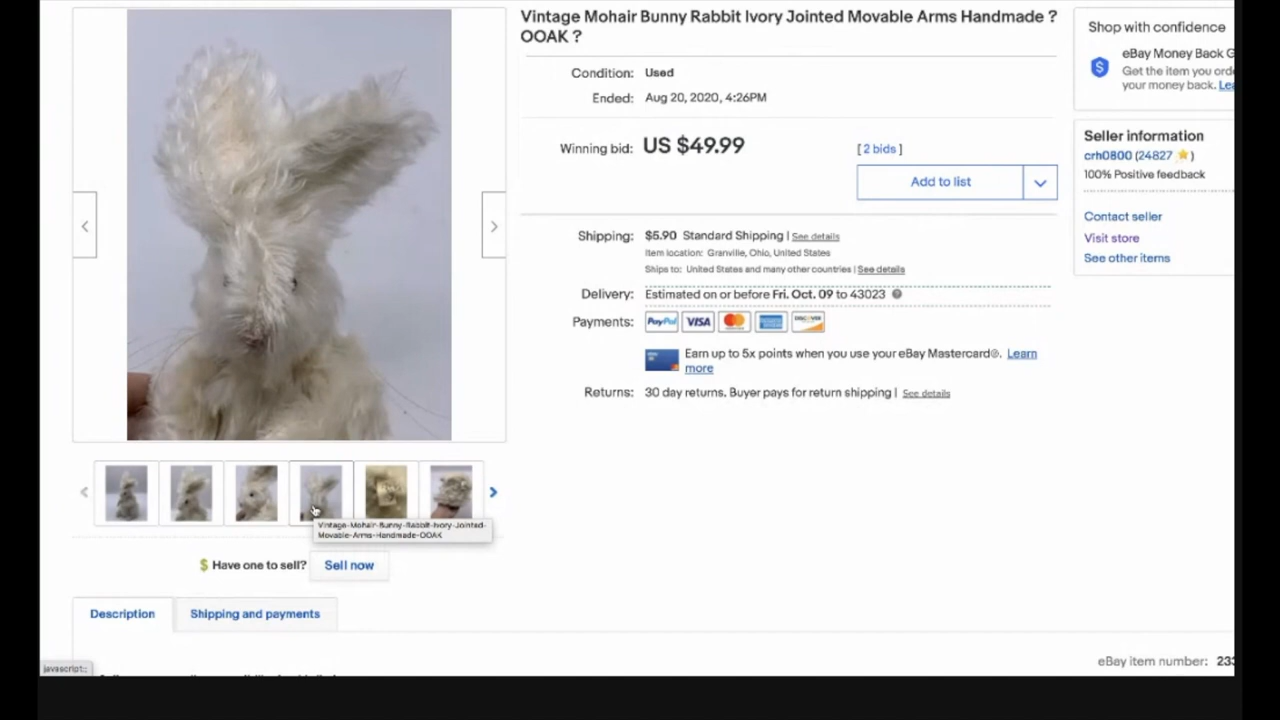 Vintage Mohair Bunny Rabbit Ivory Jointed Movable Arms Handmade ?
OOAK ?
Condition: Used
Ended: Aug 20, 2020, 4:26PM
Winning bid: US $49.99 [ 2 bids ]
Add to list
Shipping: $5.90 Standard Shipping | See details
Item location: Granville, Ohio, United States
Ships to: United States and many other countries | See details
Delivery: Estimated on or before Fri. Oct. 09 to 43023
Payments: PayPal VISA DISCOVER
Earn up to 5x points when you use your eBay Mastercard®. Learn
more
Returns: 30 day returns. Buyer pays for return shipping | See details
Shop with confidence
eBay Money Back G
Get the item you ord
your money back. Lea
Seller information
crh0800 (24827 )
100% Positive feedback
Contact seller
Visit store
See other items
Vintage-Mohair-Bunny-Rabbit-Ivory-Jointed-
Movable-Arms-Handmade-OOAK
$ Have one to sell? Sell now
Description Shipping and payments
eBay item number: 233
javascript:;